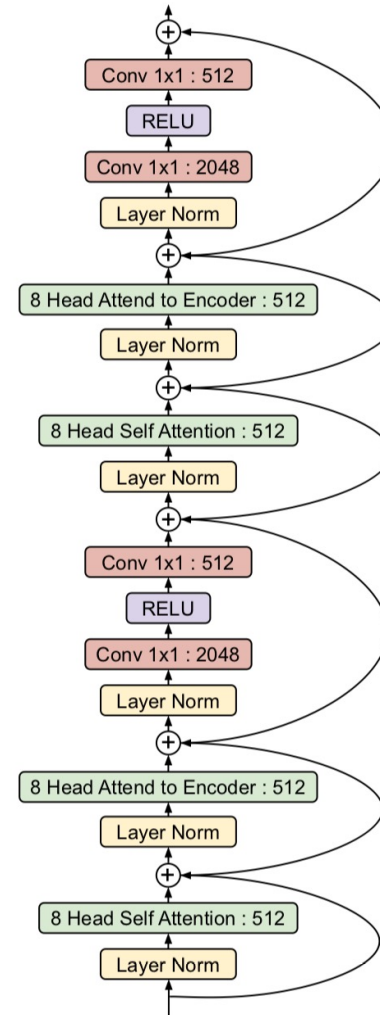 Conv 1x1 : 512
RELU
Conv 1x1 : 2048
Layer Norm
8 Head Attend to Encoder : 512
Layer Norm
8 Head Self Attention : 512
Layer Norm
Conv 1x1 : 512
RELU
Conv 1x1 : 2048
Layer Norm
8 Head Attend to Encoder : 512
Layer Norm
8 Head Self Attention : 512
Layer Norm